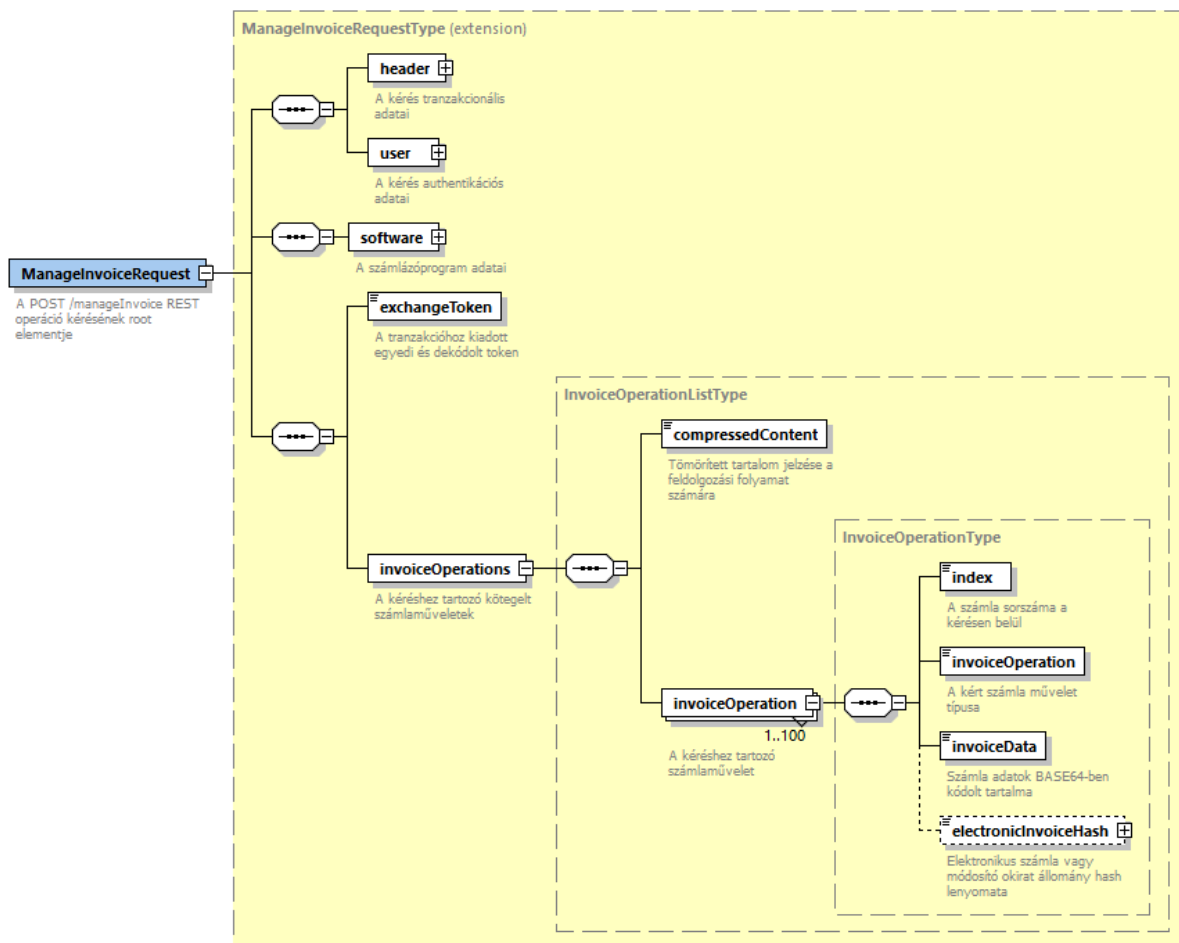 ManageInvoiceRequestType (extension)
header
A kérés tranzakcionális
adatai
user
A kérés authentikációs
adatai
software
A számlázóprogram adatai
ManageInvoiceRequest
A POST /manageInvoice REST
operáció kérésének root
elementje
exchangeToken
A tranzakcióhoz kiadott
egyedi és dekódolt token
InvoiceOperationListType
compressedContent
Tömörített tartalom jelzése a
feldolgozási folyamat
számára
invoiceOperations
A kéréshez tartozó kötegelt
számlaműveletek
InvoiceOperationType
index
A számla sorszáma a
kérésen belül
invoiceOperation
A kért számla művelet
típusa
invoiceOperation
1..100
A kéréshez tartozó
számlaművelet
invoiceData
Számla adatok BASE64-ben
kódolt tartalma
electronicInvoiceHash
Elektronikus számla vagy
módosító okirat állomány hash
lenyomata